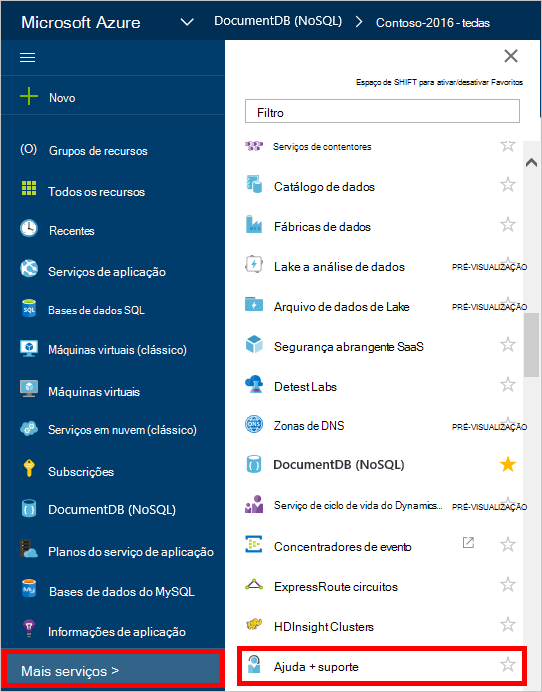 Microsoft Azure DocumentDB (NoSQL) > Contoso-2016 - teclas
Espaço de SHIFT para ativar/desativar Favoritos
Novo
Filtro
Grupos de recursos
Todos os recursos
Recentes
Serviços de aplicação
SQL
Bases de dados SQL
Máquinas virtuais (clássico)
Máquinas virtuais
Serviços em nuvem (clássico)
Subscrições
DocumentDB (NoSQL)
Planos do serviço de aplicação
My
Bases de dados do MySQL
Informações de aplicação
Mais serviços >
Serviços de contentores
Catálogo de dados
Fábricas de dados
Lake a análise de dados PRÉ-VISUALIZAÇÃO
Arquivo de dados de Lake PRÉ-VISUALIZAÇÃO
Segurança abrangente SaaS
Detest Labs
DNS
Zonas de DNS PRÉ-VISUALIZAÇÃO
DocumentDB (NoSQL)
Serviço de ciclo de vida do Dynamics... PRÉ-VISUALIZAÇÃO
Concentradores de evento
ExpressRoute circuitos
HDInsight Clusters
Ajuda + suporte